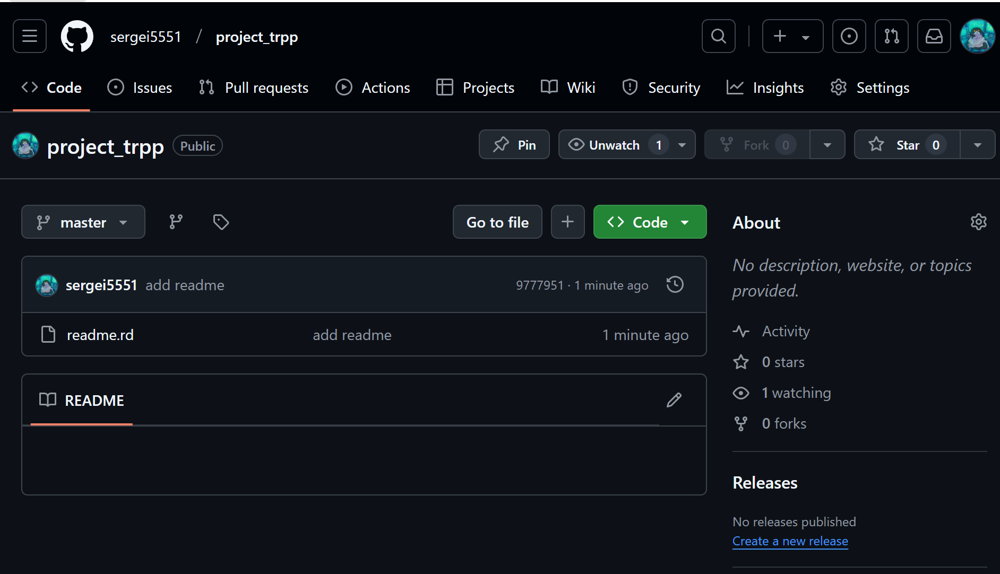 sergei5551 / project_trpp
Code Issues Pull requests Actions Projects Wiki Security Insights Settings
project_trpp Public Pin Unwatch 1 Fork 0 Star 0
master Go to file Code
sergei5551 add readme 9777951 · 1 minute ago
readme.rd add readme 1 minute ago
README
About
No description, website, or topics
provided.
Activity
0 stars
1 watching
0 forks
Releases
No releases published
Create a new release